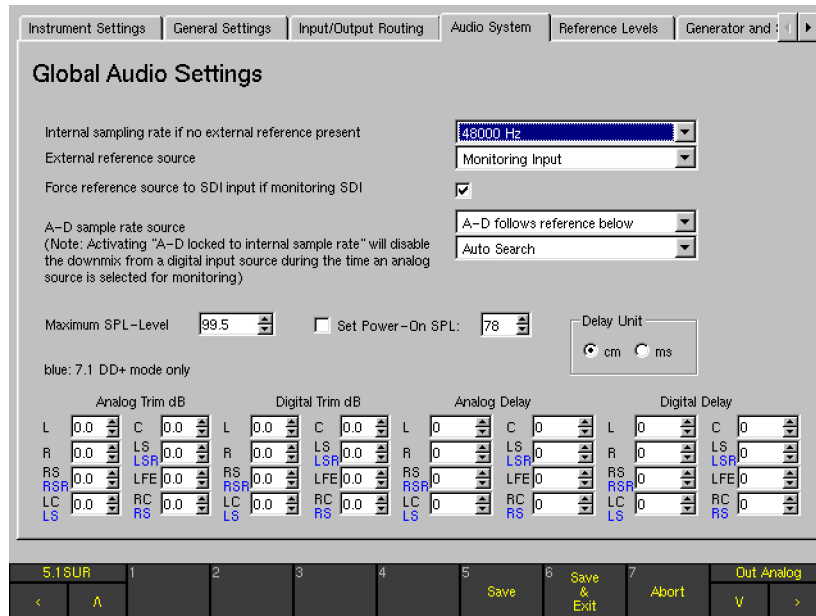 Instrument Settings General Settings Input/Output Routing Audio System Reference Levels Generator and
Global Audio Settings
Internal sampling rate if no external reference present 48000 Hz
External reference source Monitoring Input
Force reference source to SDI input if monitoring SDI
A-D sample rate source A-D follows reference below
(Note: Activating "A-D locked to internal sample rate" will disable Auto Search
the downmix from a digital input source during the time an analog
source is selected for monitoring)
Maximum SPL-Level 99.5 Set Power-On SPL: 78 Delay Unit
cm ms
blue: 7.1 DD+ mode only
Analog Trim dB Digital Trim dB Analog Delay Digital Delay
L 0.0 C 0.0 L 0.0 C 0.0 L 0 C 0 L 0 C 0
R 0.0 LS 0.0 R 0.0 LS 0.0 R 0 LS 0 R 0 LS 0
LSR LSR LSR LSR
RS 0.0 LFE 0.0 RS 0.0 LFE 0.0 RS 0 LFE 0 RS 0 LFE 0
RSR RSR RSR RSR
LC 0.0 RC 0.0 LC 0.0 RC 0.0 LC 0 RC 0 LC 0 RC 0
LS RS LS RS LS RS LS RS
5.1SUR 1 2 3 4 5 6 7 Out Analog
< Λ Save Save & Exit Abort V >